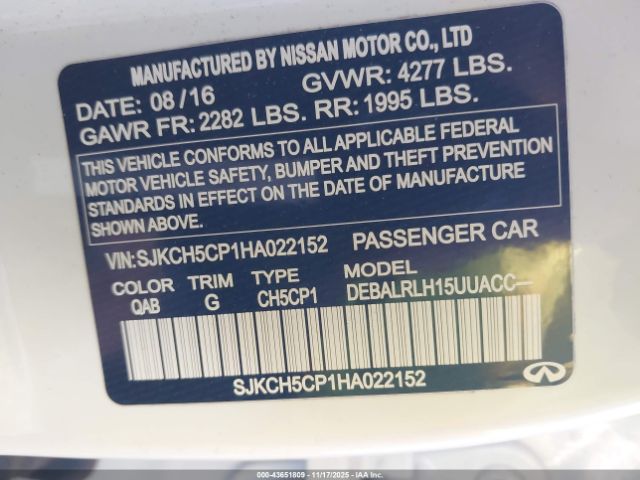 MANUFACTURED BY NISSAN MOTOR CO., LTD
DATE: 08/16 GVWR: 4277 LBS.
GAWR FR: 2282 LBS. RR: 1995 LBS.
THIS VEHICLE CONFORMS TO ALL APPLICABLE FEDERAL
MOTOR VEHICLE SAFETY, BUMPER AND THEFT PREVENTION
STANDARDS IN EFFECT ON THE DATE OF MANUFACTURE
SHOWN ABOVE.
VIN:SJKCH5CP1HA022152 PASSENGER CAR
COLOR TRIM TYPE MODEL
QAB G CH5CP1 DEBALRLH15UUACC—
SJKCH5CP1HA022152
INFINITI
000-43651809 - 11/17/2025 - IAAI.COM